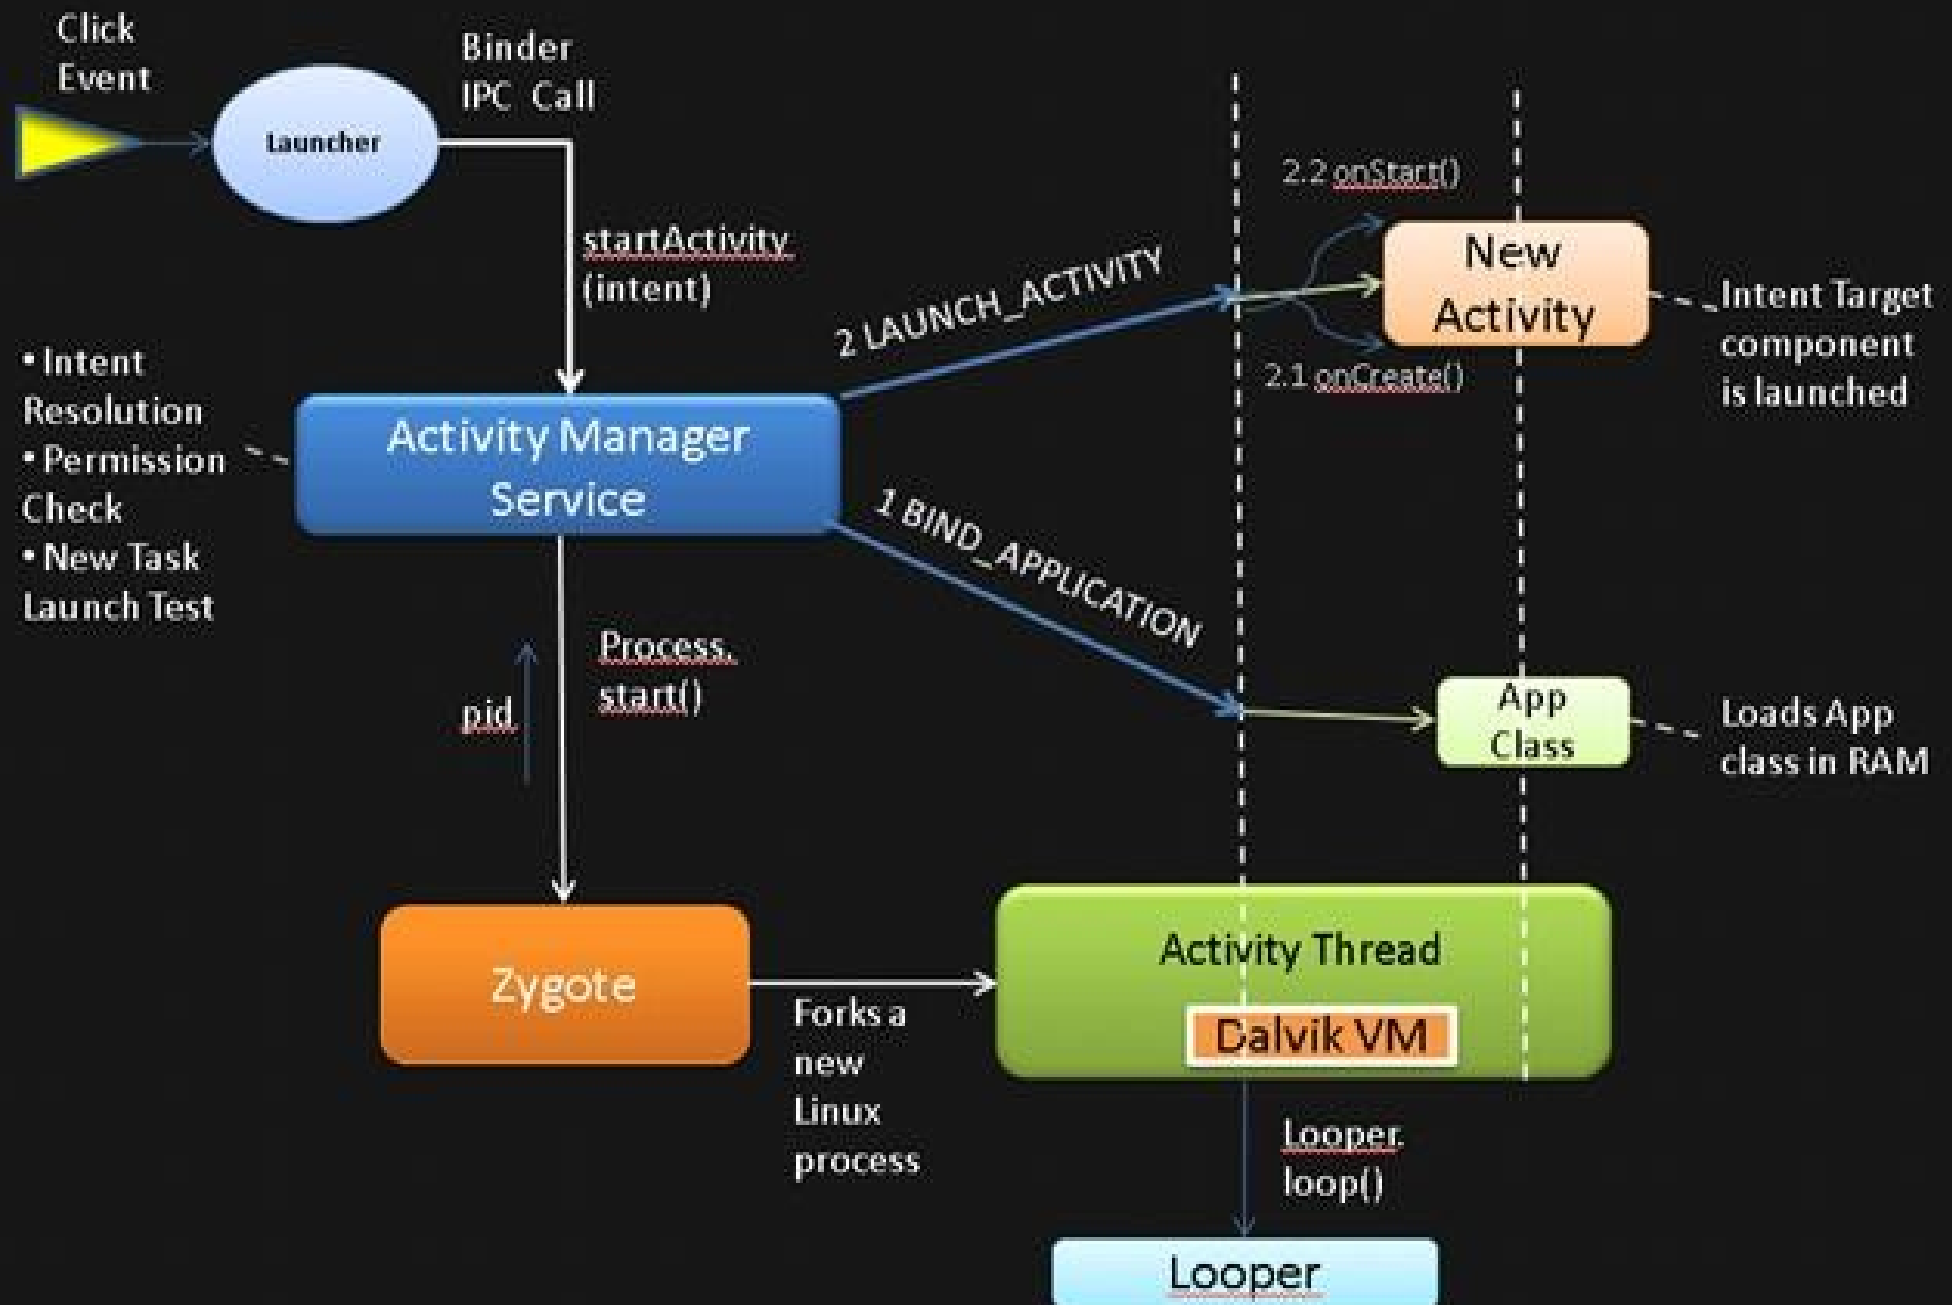 Click
Event
Binder
IPC Call
Launcher
startActivity
(intent)
2.2 onStart()
2 LAUNCH_ACTIVITY
New
Activity
2.1 onCreate()
Intent Target
component
is launched
• Intent
Resolution
• Permission
Check
• New Task
Launch Test
Activity Manager
Service
1 BIND_APPLICATION
Process.
start()
pid
App
Class
Loads App
class in RAM
Zygote
Forks a
new
Linux
process
Activity Thread
Dalvik VM
Looper.
loop()
Looper